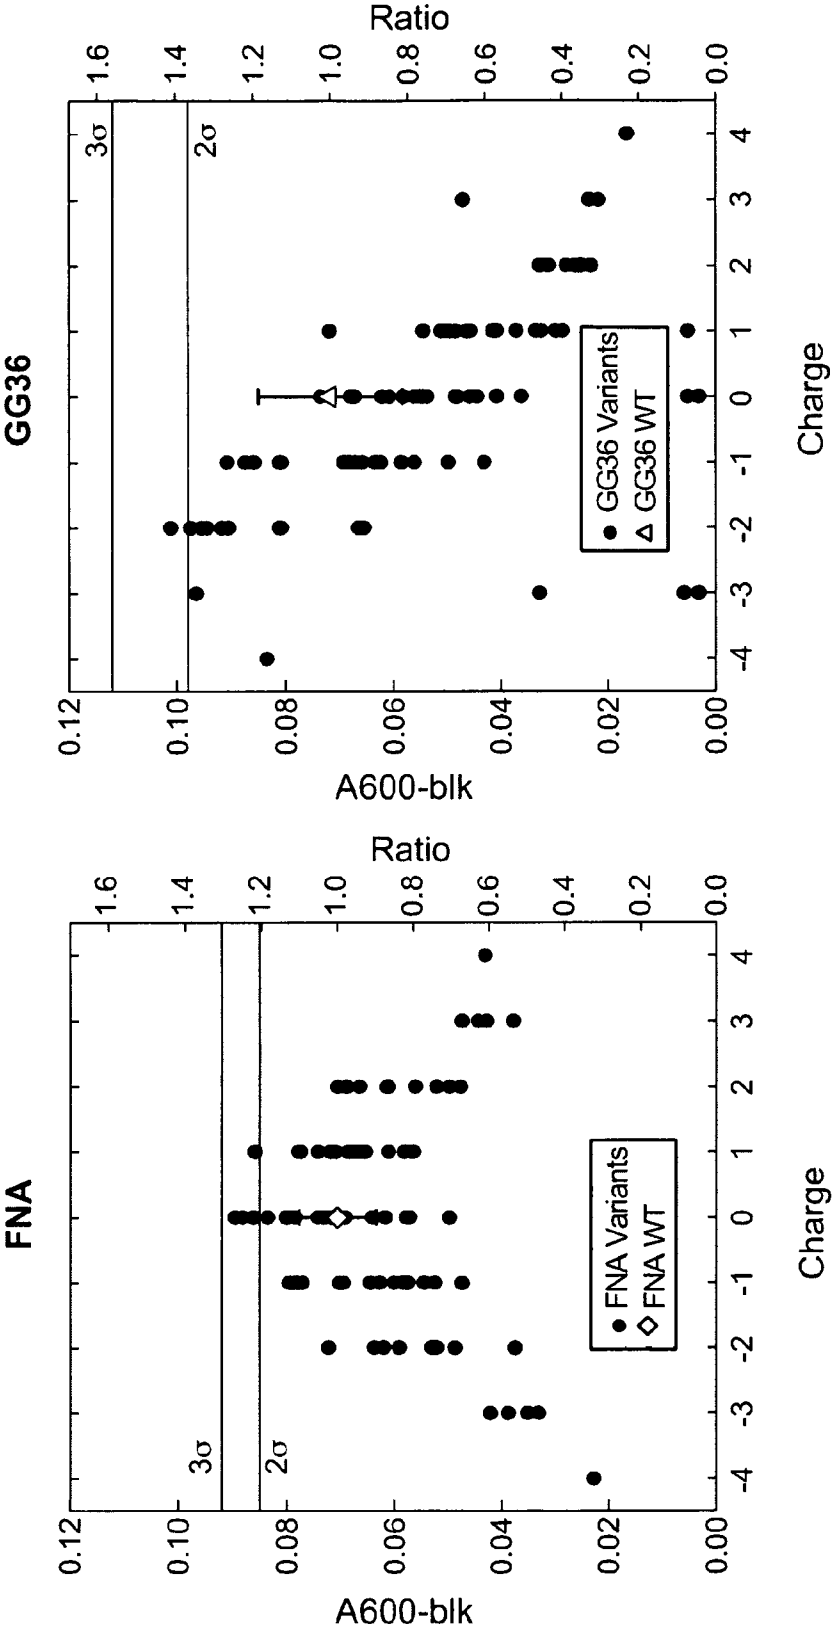 FNA
A600-blk
0.12
0.10
0.08
0.06
0.04
0.02
0.00
Ratio
1.6
1.4
1.2
1.0
0.8
0.6
0.4
0.2
0.0
3σ
2σ
FNA Variants
FNA WT
-4 -3 -2 -1 0 1 2 3 4
Charge
GG36
A600-blk
0.12
0.10
0.08
0.06
0.04
0.02
0.00
Ratio
1.6
1.4
1.2
1.0
0.8
0.6
0.4
0.2
0.0
3σ
2σ
GG36 Variants
GG36 WT
-4 -3 -2 -1 0 1 2 3 4
Charge